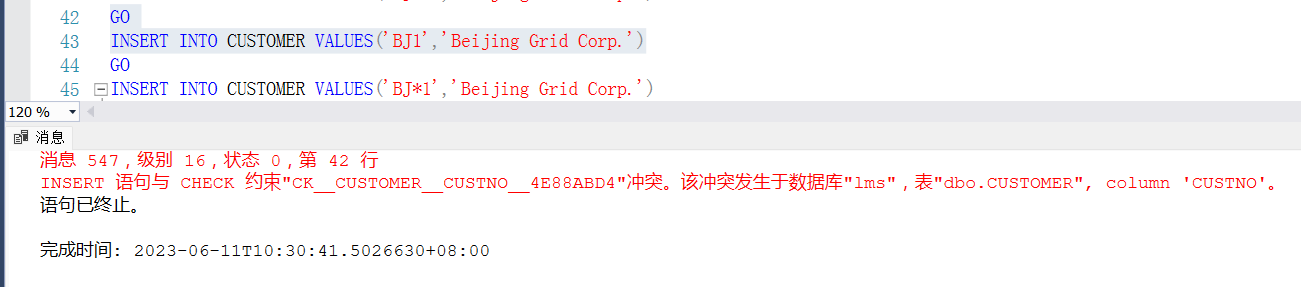 42 GO
43 INSERT INTO CUSTOMER VALUES('BJ1','Beijing Grid Corp.')
44 GO
45 INSERT INTO CUSTOMER VALUES('BJ*1','Beijing Grid Corp.')
120 %
消息
消息 547，级别 16，状态 0，第 42 行
INSERT 语句与 CHECK 约束"CK__CUSTOMER__CUSTNO__4E88ABD4"冲突。该冲突发生于数据库"lms"，表"dbo.CUSTOMER", column 'CUSTNO'。
语句已终止。
完成时间: 2023-06-11T10:30:41.5026630+08:00